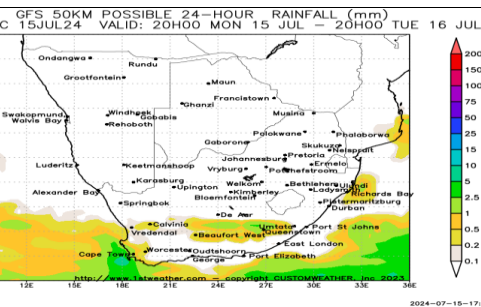 GFS 50KM POSSIBLE 24-HOUR RAINFALL (mm)
C 15JUL24 VALID: 20H00 MON 15 JUL - 20H00 TUE 16 JUL
Ondangwa
Rundu
Grootfontein
Maun
Ghanzi
Francistown
Swakopmund
Walvis Bay
Windhoek
Gobabis
Rehoboth
Musina
Polokwane
Phalaborwa
Gaborone
Skukuza
Nelspruit
Pretoria
Johannesburg
Luderitz
Keetmanshoop
Vryburg
Potchefstroom
Ermelo
Karasburg
Upington
Welkom
Bethlehem
Ulundi
Alexander Bay
Kimberley
Ladysmith
Richards Bay
Bloemfontein
Springbok
Pietermaritzburg
Durban
De Aar
Calvinia
Vredendal
Beaufort West
Umtata
Port St Johns
Queenstown
East London
Cape Town
Worcester
Oudtshoorn
George
Port Elizabeth
http://www.1stweather.com - copyright CUSTOMWEATHER, Inc 2023
12E 15E 18E 21E 24E 27E 30E 33E 36E
200
150
100
75
50
25
15
10
5
2.5
1
0.5
0.2
0.1
2024-07-15-17: